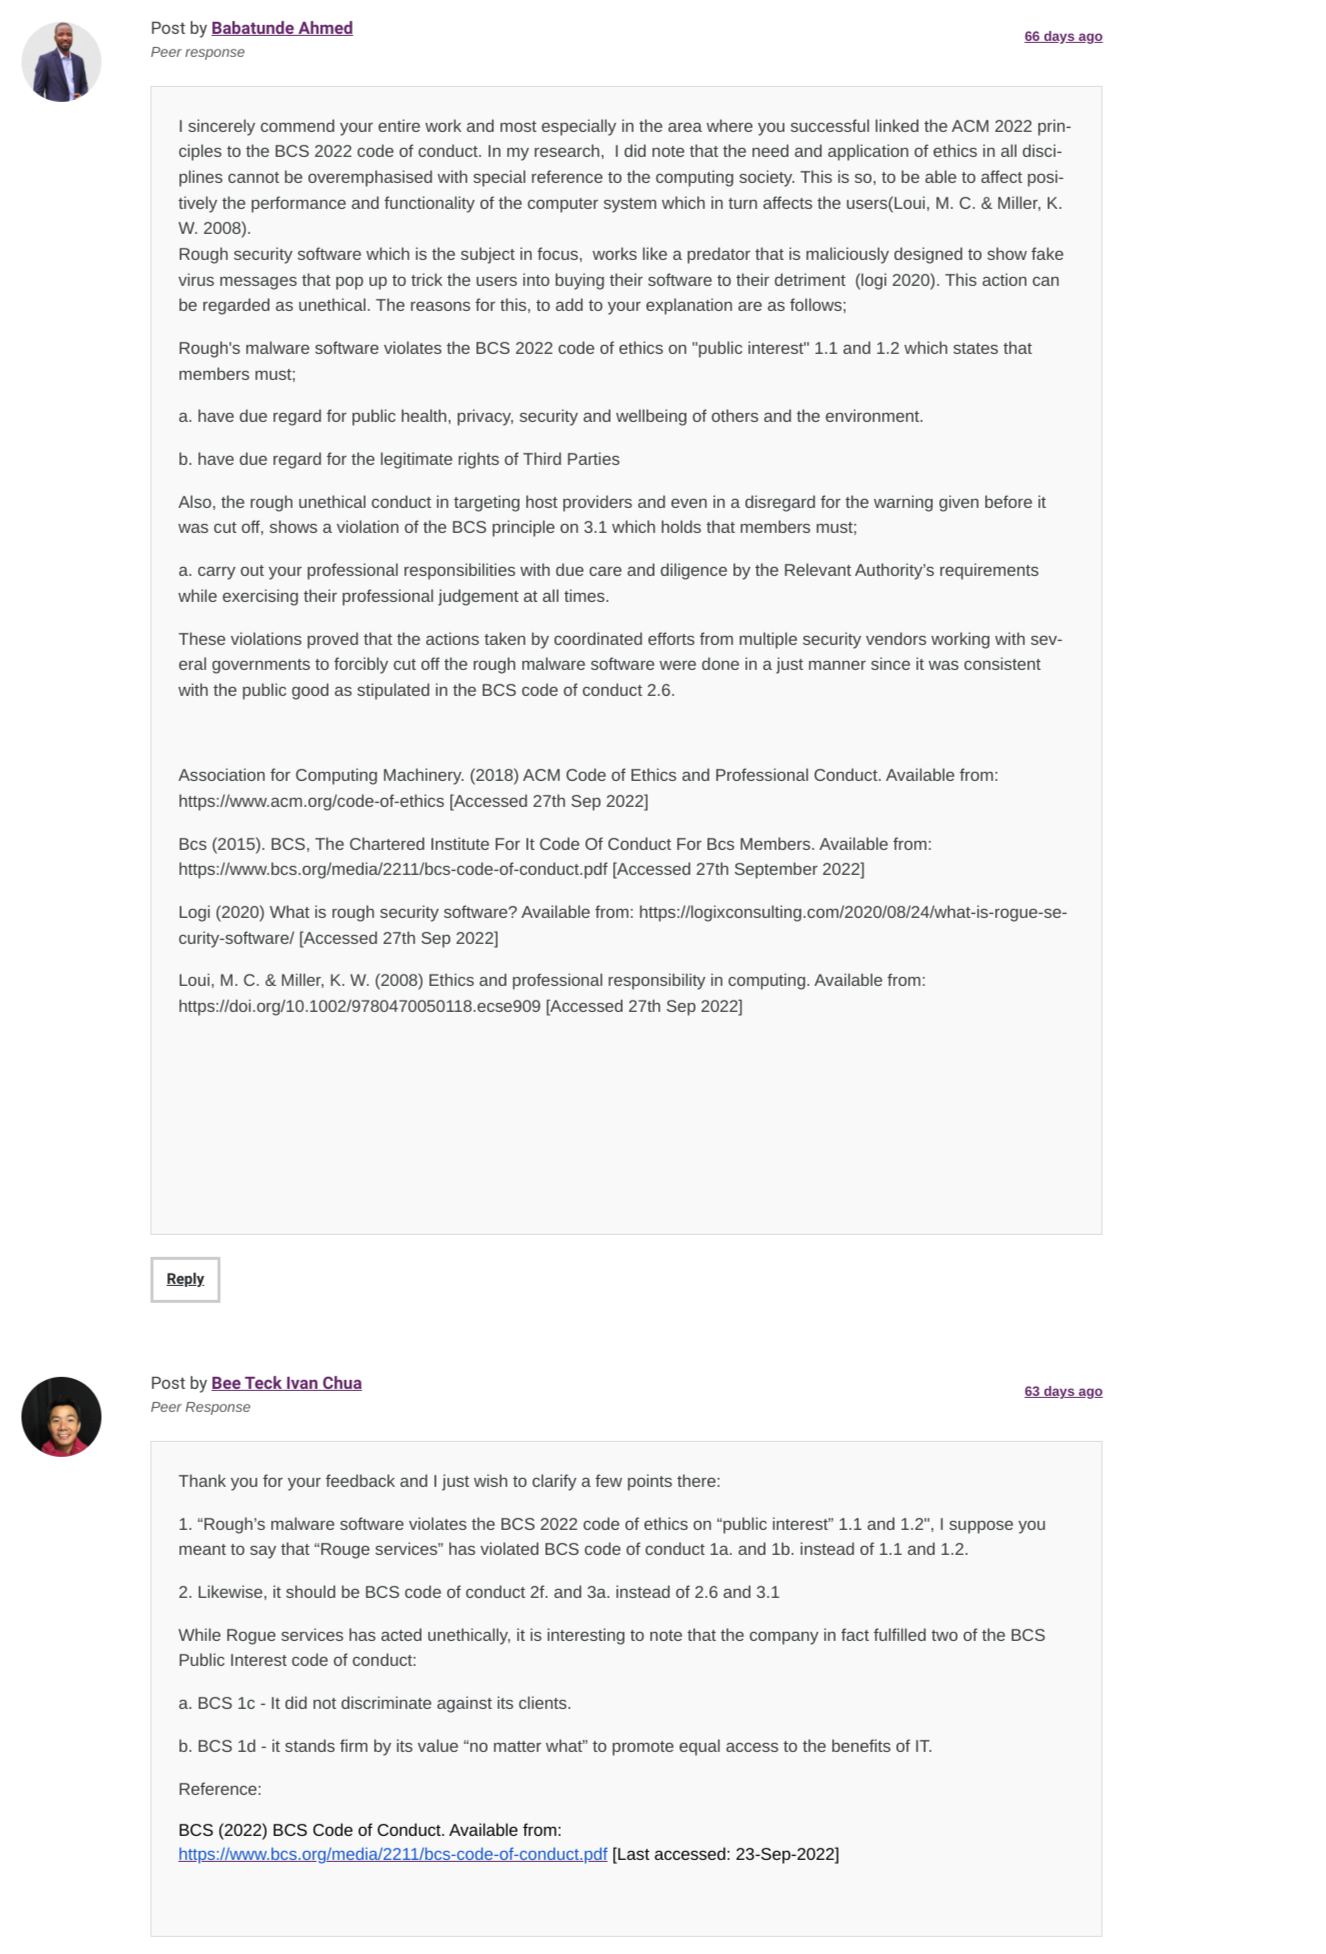 Post by Babatunde Ahmed
66 days ago
Peer response
I sincerely commend your entire work and most especially in the area where you successful linked the ACM 2022 prin-
ciples to the BCS 2022 code of conduct. In my research,  I did note that the need and application of ethics in all disci-
plines cannot be overemphasised with special reference to the computing society. This is so, to be able to affect posi-
tively the performance and functionality of the computer system which in turn affects the users(Loui, M. C. & Miller, K.
W. 2008).
Rough security software which is the subject in focus,  works like a predator that is maliciously designed to show fake
virus messages that pop up to trick the users into buying their software to their detriment  (logi 2020). This action can
be regarded as unethical. The reasons for this, to add to your explanation are as follows;
Rough's malware software violates the BCS 2022 code of ethics on "public interest" 1.1 and 1.2 which states that
members must;
a. have due regard for public health, privacy, security and wellbeing of others and the environment.
b. have due regard for the legitimate rights of Third Parties
Also, the rough unethical conduct in targeting host providers and even in a disregard for the warning given before it
was cut off, shows a violation of the BCS principle on 3.1 which holds that members must;
a. carry out your professional responsibilities with due care and diligence by the Relevant Authority’s requirements
while exercising their professional judgement at all times.
These violations proved that the actions taken by coordinated efforts from multiple security vendors working with sev-
eral governments to forcibly cut off the rough malware software were done in a just manner since it was consistent
with the public good as stipulated in the BCS code of conduct 2.6.
Association for Computing Machinery. (2018) ACM Code of Ethics and Professional Conduct. Available from:
https://www.acm.org/code-of-ethics [Accessed 27th Sep 2022]
Bcs (2015). BCS, The Chartered Institute For It Code Of Conduct For Bcs Members. Available from:
https://www.bcs.org/media/2211/bcs-code-of-conduct.pdf [Accessed 27th September 2022]
Logi (2020) What is rough security software? Available from: https://logixconsulting.com/2020/08/24/what-is-rogue-se-
curity-software/ [Accessed 27th Sep 2022]
Loui, M. C. & Miller, K. W. (2008) Ethics and professional responsibility in computing. Available from:
https://doi.org/10.1002/9780470050118.ecse909 [Accessed 27th Sep 2022]
Reply
Post by Bee Teck Ivan Chua
63 days ago
Peer Response
Thank you for your feedback and I just wish to clarify a few points there:
1. “Rough’s malware software violates the BCS 2022 code of ethics on “public interest” 1.1 and 1.2", I suppose you
meant to say that “Rouge services” has violated BCS code of conduct 1a. and 1b. instead of 1.1 and 1.2.
2. Likewise, it should be BCS code of conduct 2f. and 3a. instead of 2.6 and 3.1
While Rogue services has acted unethically, it is interesting to note that the company in fact fulfilled two of the BCS
Public Interest code of conduct:
a. BCS 1c - It did not discriminate against its clients.
b. BCS 1d - it stands firm by its value “no matter what” to promote equal access to the benefits of IT.
Reference:
BCS (2022) BCS Code of Conduct. Available from:
https://www.bcs.org/media/2211/bcs-code-of-conduct.pdf [Last accessed: 23-Sep-2022]